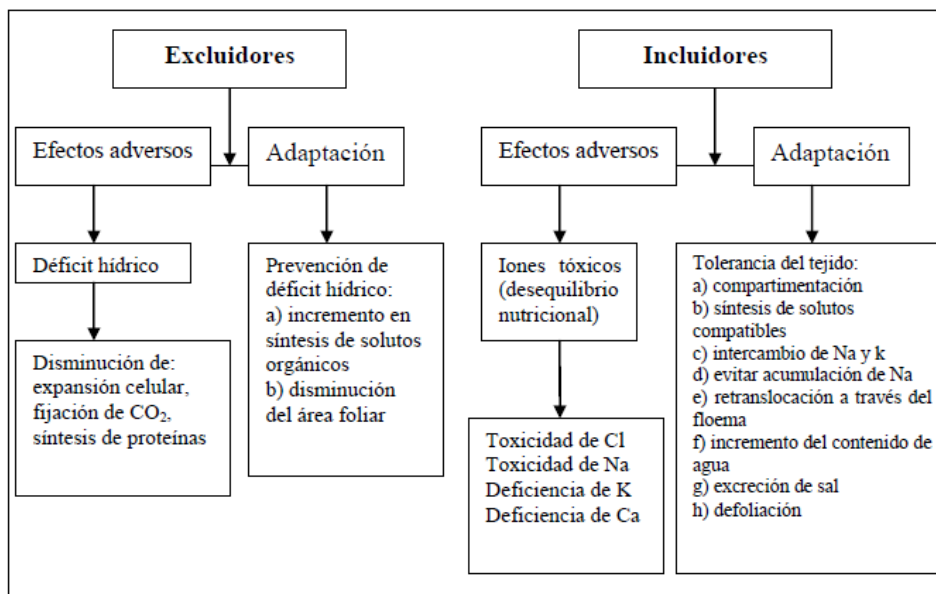 Excluidores
Efectos adversos
Adaptación
Déficit hídrico
Disminución de:
expansión celular,
fijación de CO₂,
síntesis de proteínas
Prevención de
déficit hídrico:
a) incremento en
síntesis de solutos
orgánicos
b) disminución
del área foliar
Incluidores
Efectos adversos
Adaptación
Iones tóxicos
(desequilibrio
nutricional)
Toxicidad de Cl
Toxicidad de Na
Deficiencia de K
Deficiencia de Ca
Tolerancia del tejido:
a) compartimentación
b) síntesis de solutos
compatibles
c) intercambio de Na y k
d) evitar acumulación de Na
e) retranslocación a través del
floema
f) incremento del contenido de
agua
g) excreción de sal
h) defoliación